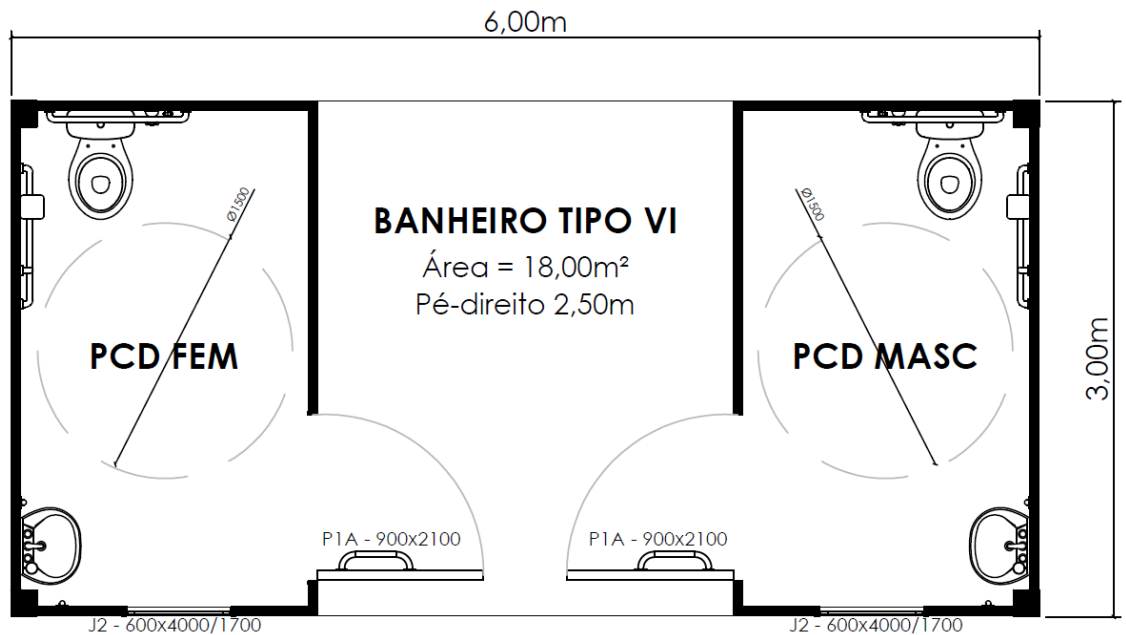 6,00m
Ø1500
Ø1500
BANHEIRO TIPO VI
Área = 18,00m²
Pé-direito 2,50m
PCD FEM
PCD MASC
3,00m
P1A - 900x2100
P1A - 900x2100
J2 - 600x4000/1700
J2 - 600x4000/1700